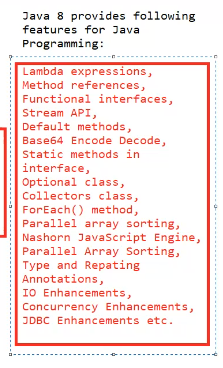 Java 8 provides following
features for Java
Programming:
Lambda expressions,
Method references,
Functional interfaces,
Stream API,
Default methods,
Base64 Encode Decode,
Static methods in
interface,
Optional class,
Collectors class,
ForEach() method,
Parallel array sorting,
Nashorn JavaScript Engine,
Parallel Array Sorting,
Type and Repating
Annotations,
IO Enhancements,
Concurrency Enhancements,
JDBC Enhancements etc.